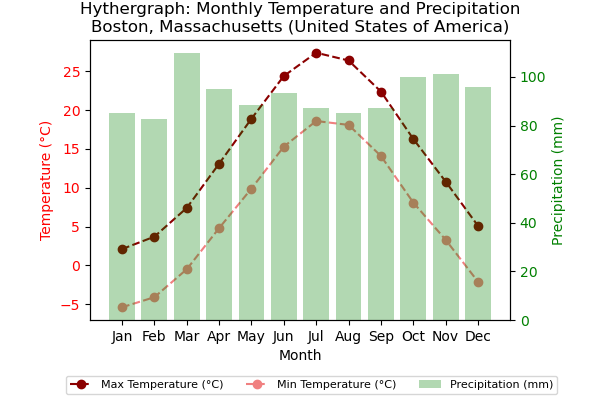 Hythergraph: Monthly Temperature and Precipitation
Boston, Massachusetts (United States of America)
Temperature (°C)
25
20
15
10
5
0
−5
Precipitation (mm)
100
80
60
40
20
0
Jan Feb Mar Apr May Jun Jul Aug Sep Oct Nov Dec
Month
Max Temperature (°C) Min Temperature (°C) Precipitation (mm)